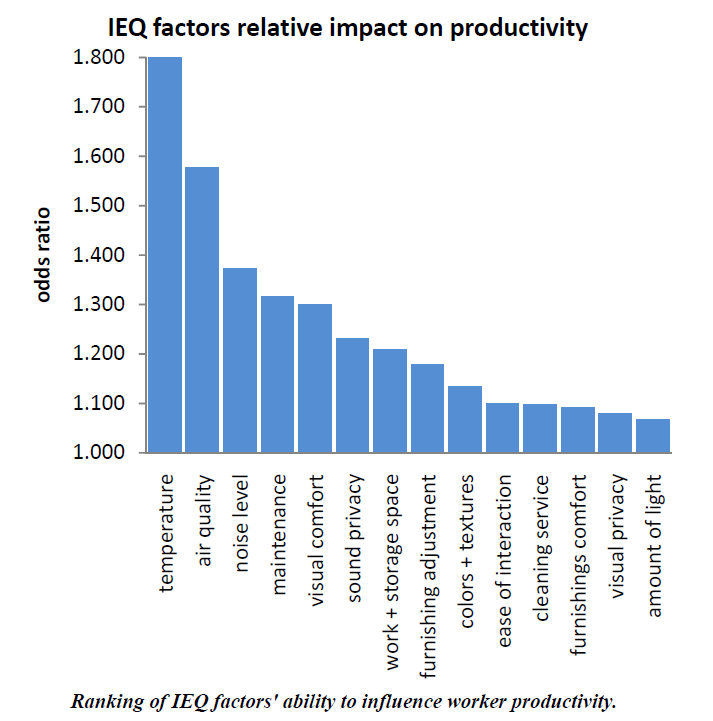 IEQ factors relative impact on productivity
odds ratio
1.800
1.700
1.600
1.500
1.400
1.300
1.200
1.100
1.000
temperature
air quality
noise level
maintenance
visual comfort
sound privacy
work + storage space
furnishing adjustment
colors + textures
ease of interaction
cleaning service
furnishings comfort
visual privacy
amount of light
Ranking of IEQ factors' ability to influence worker productivity.